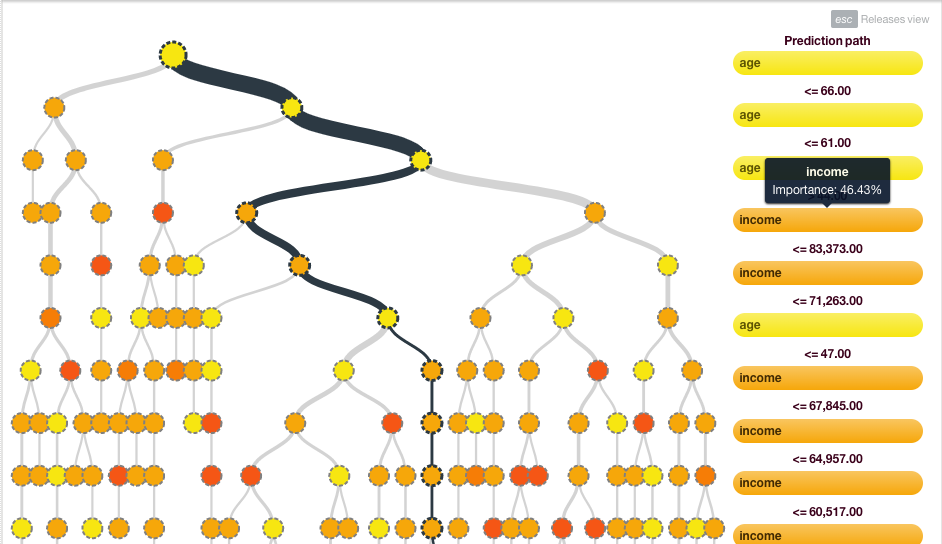 esc Releases view
Prediction path
age
<= 66.00
age
<= 61.00
age
income
Importance: 46.43%
income
<= 83,373.00
income
<= 71,263.00
age
<= 47.00
income
<= 67,845.00
income
<= 64,957.00
income
<= 60,517.00
income